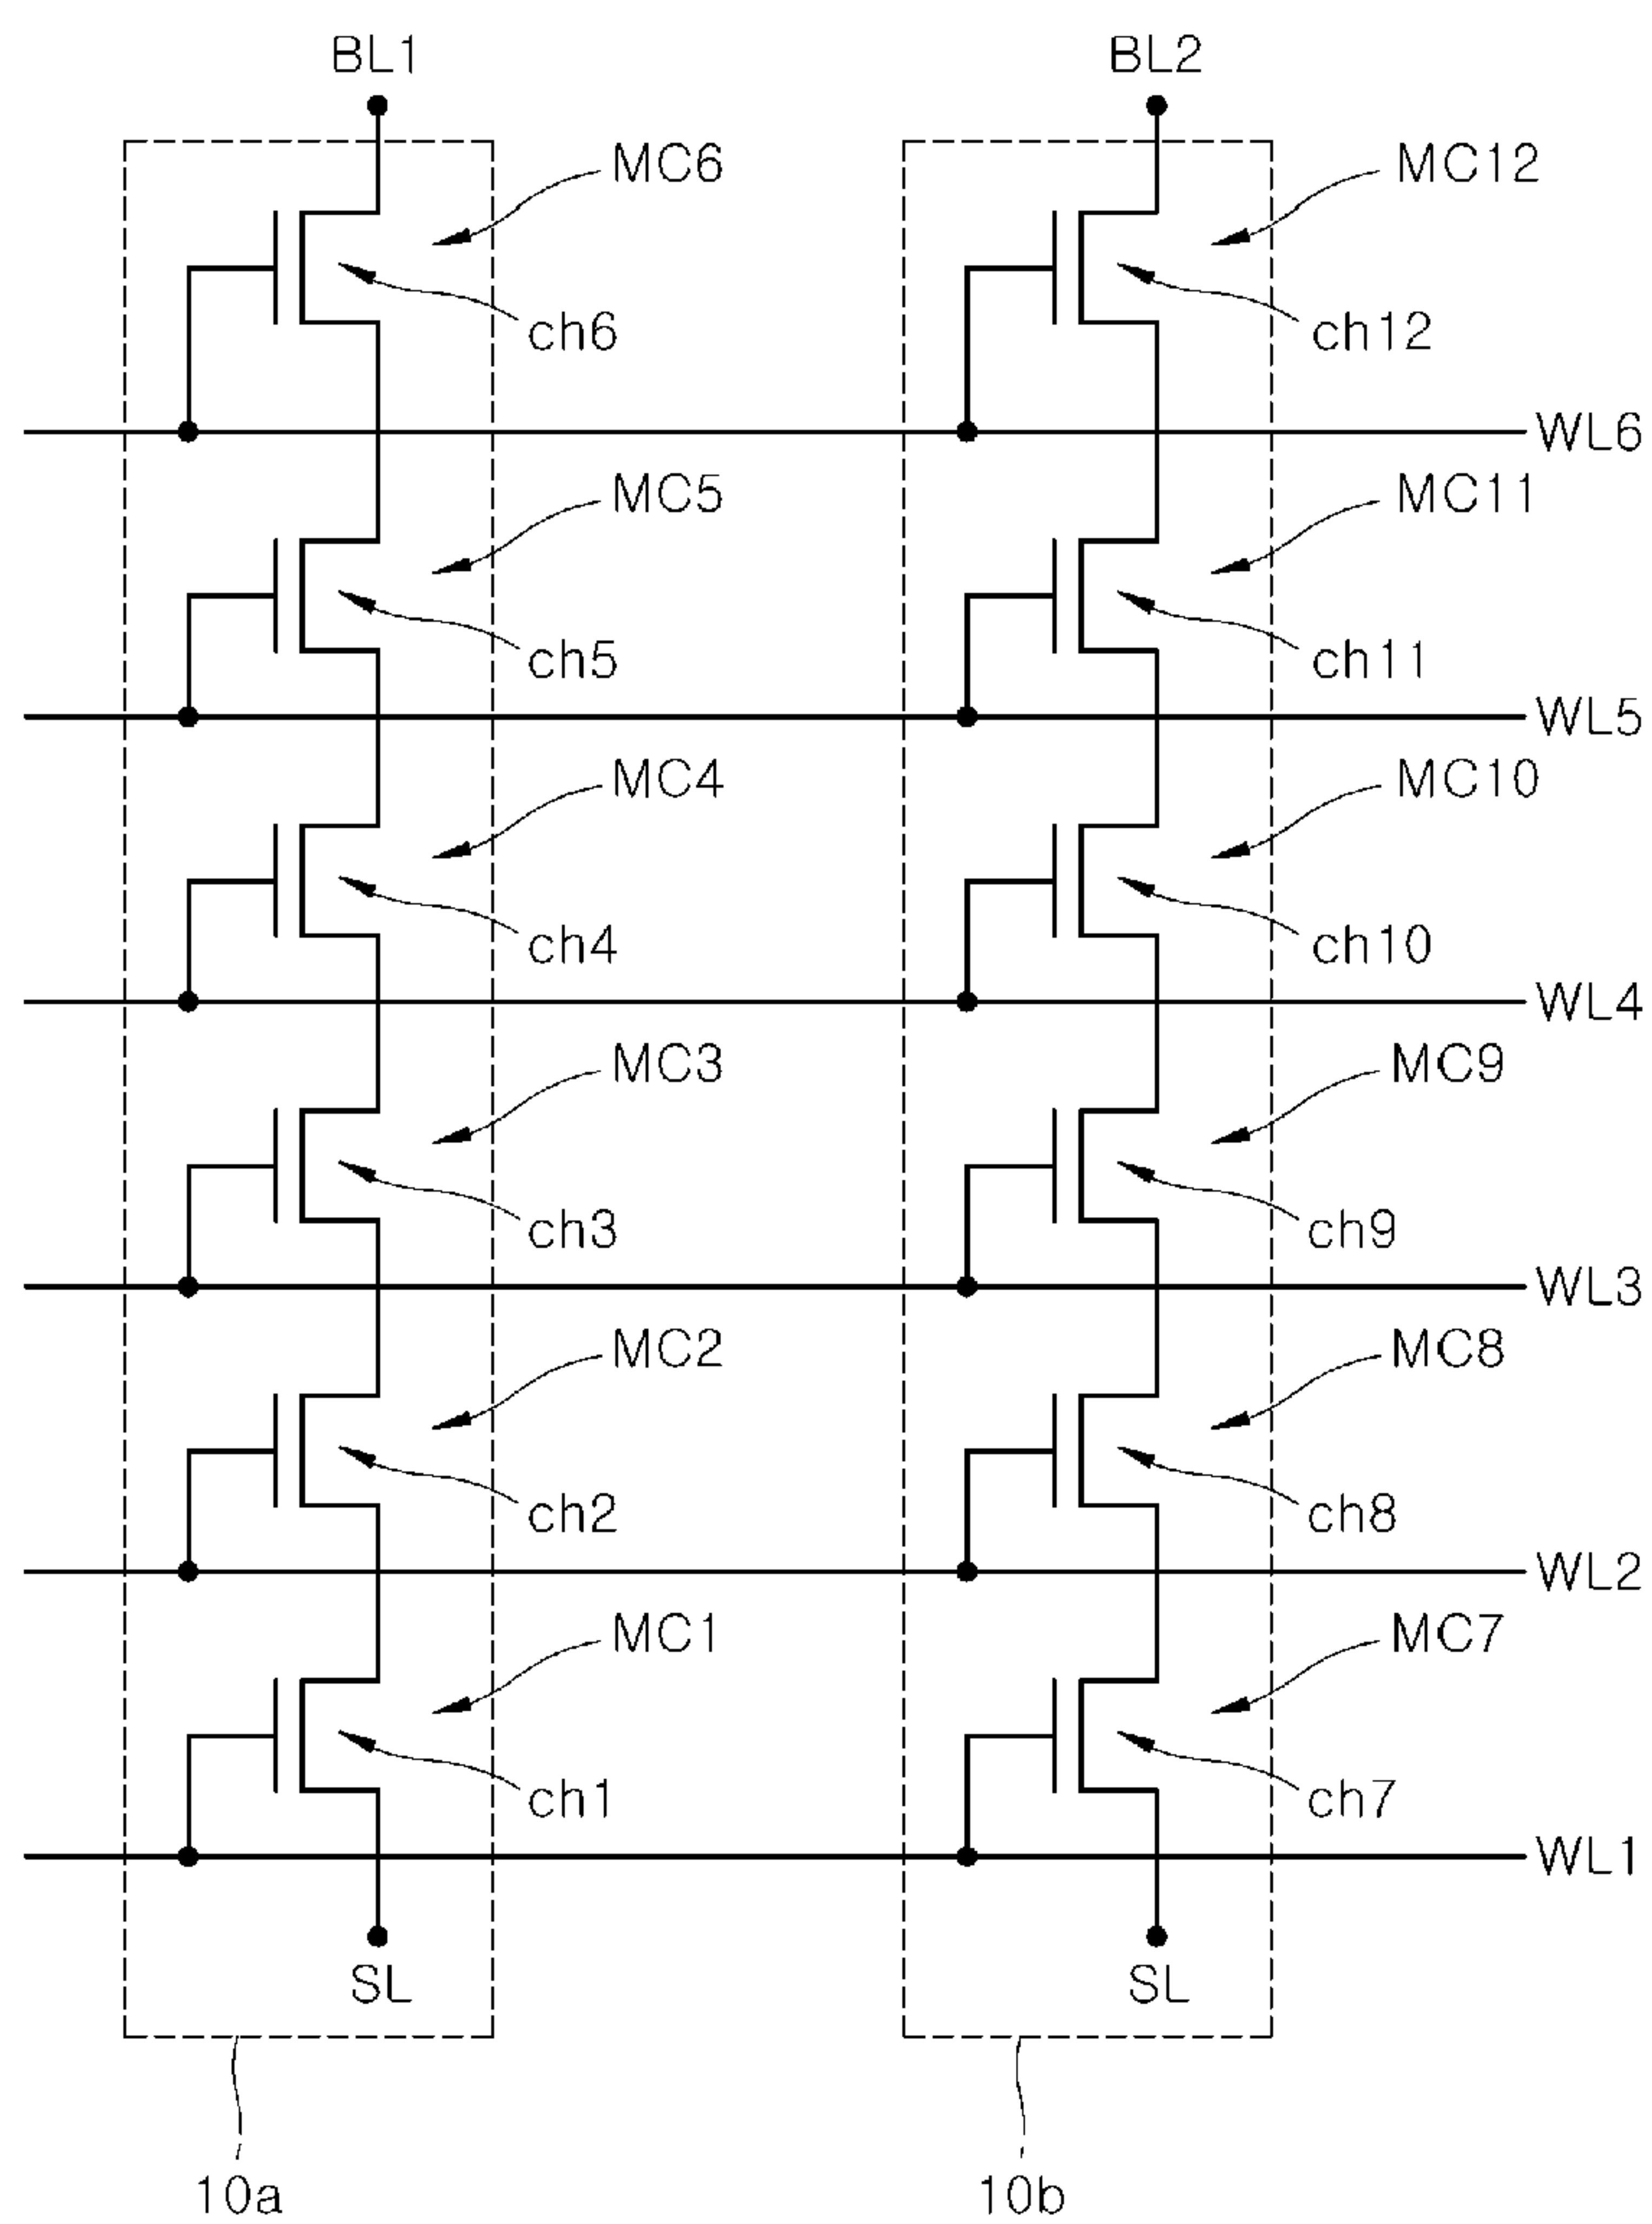 BL1 BL2
MC6 MC12
ch6 ch12
WL6
MC5 MC11
ch5 ch11
WL5
MC4 MC10
ch4 ch10
WL4
MC3 MC9
ch3 ch9
WL3
MC2 MC8
ch2 ch8
WL2
MC1 MC7
ch1 ch7
WL1
SL SL
10a 10b